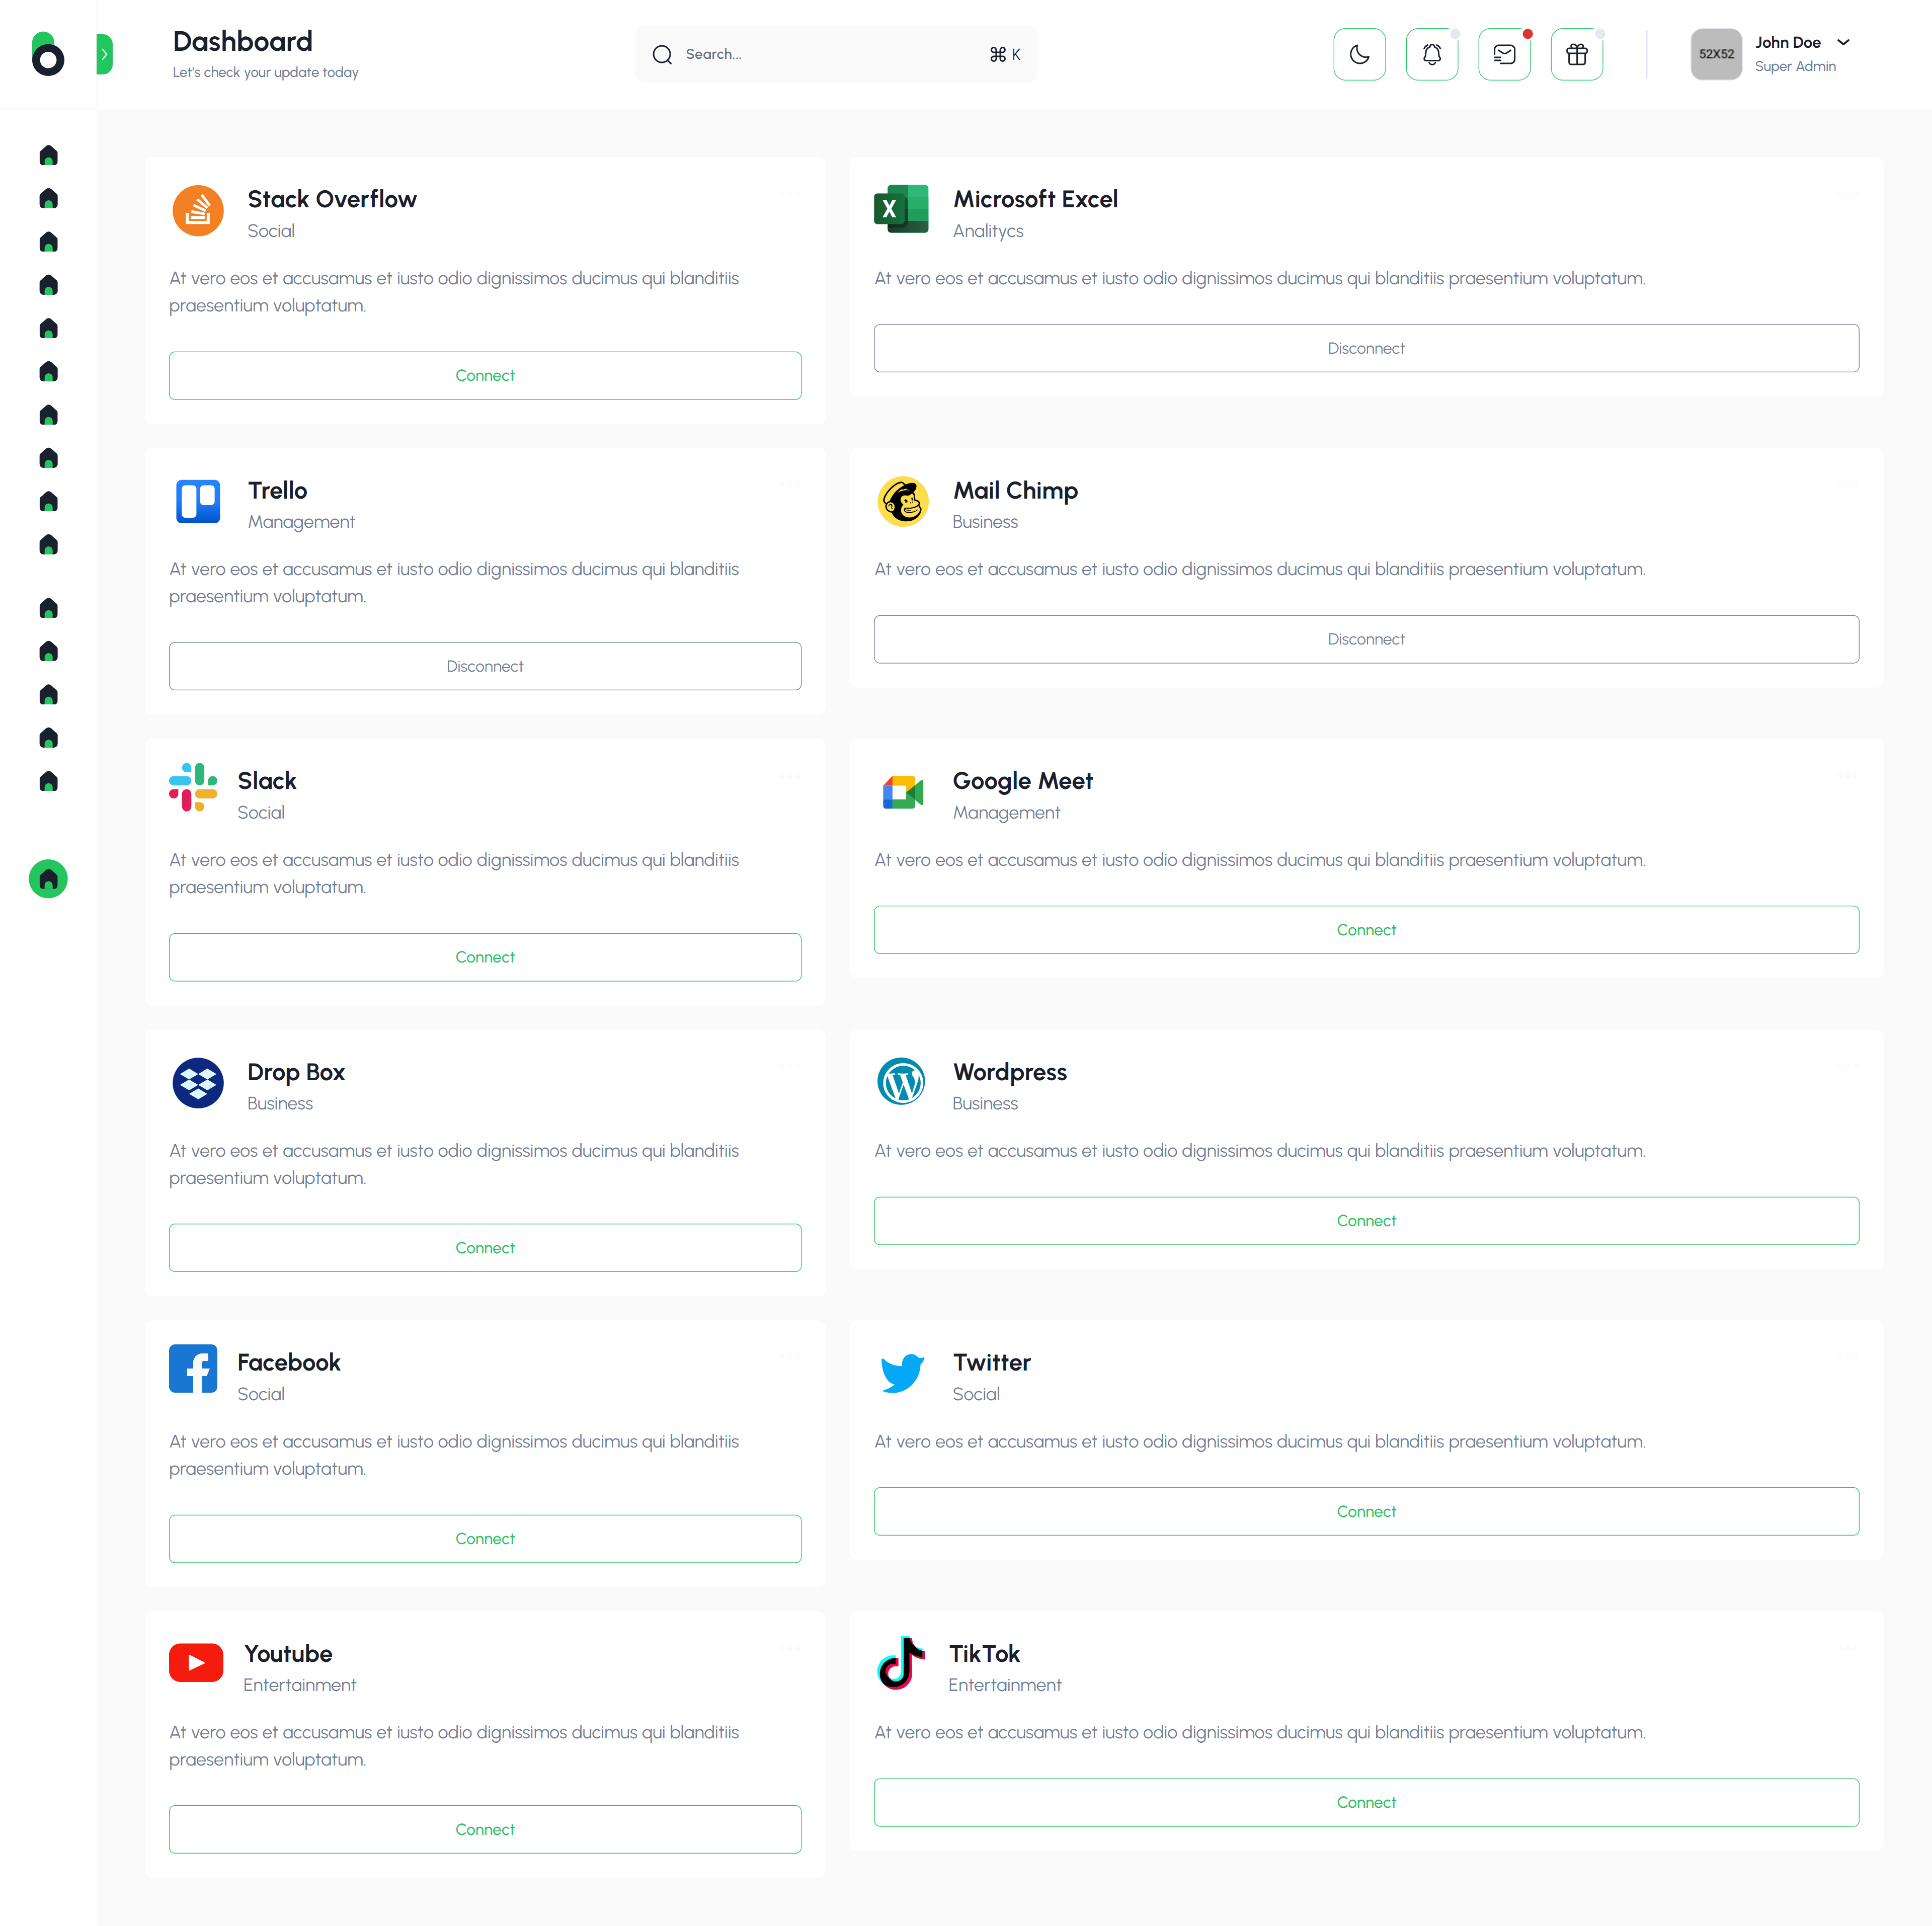 Dashboard
Let's check your update today
Search...
⌘ K
52X52
John Doe
Super Admin
Stack Overflow
Social
At vero eos et accusamus et iusto odio dignissimos ducimus qui blanditiis
praesentium voluptatum.
Connect
X
Microsoft Excel
Analitycs
At vero eos et accusamus et iusto odio dignissimos ducimus qui blanditiis praesentium voluptatum.
Disconnect
Trello
Management
At vero eos et accusamus et iusto odio dignissimos ducimus qui blanditiis
praesentium voluptatum.
Disconnect
Mail Chimp
Business
At vero eos et accusamus et iusto odio dignissimos ducimus qui blanditiis praesentium voluptatum.
Disconnect
Slack
Social
At vero eos et accusamus et iusto odio dignissimos ducimus qui blanditiis
praesentium voluptatum.
Connect
Google Meet
Management
At vero eos et accusamus et iusto odio dignissimos ducimus qui blanditiis praesentium voluptatum.
Connect
Drop Box
Business
At vero eos et accusamus et iusto odio dignissimos ducimus qui blanditiis
praesentium voluptatum.
Connect
Wordpress
Business
At vero eos et accusamus et iusto odio dignissimos ducimus qui blanditiis praesentium voluptatum.
Connect
Facebook
Social
At vero eos et accusamus et iusto odio dignissimos ducimus qui blanditiis
praesentium voluptatum.
Connect
Twitter
Social
At vero eos et accusamus et iusto odio dignissimos ducimus qui blanditiis praesentium voluptatum.
Connect
Youtube
Entertainment
At vero eos et accusamus et iusto odio dignissimos ducimus qui blanditiis
praesentium voluptatum.
Connect
TikTok
Entertainment
At vero eos et accusamus et iusto odio dignissimos ducimus qui blanditiis praesentium voluptatum.
Connect